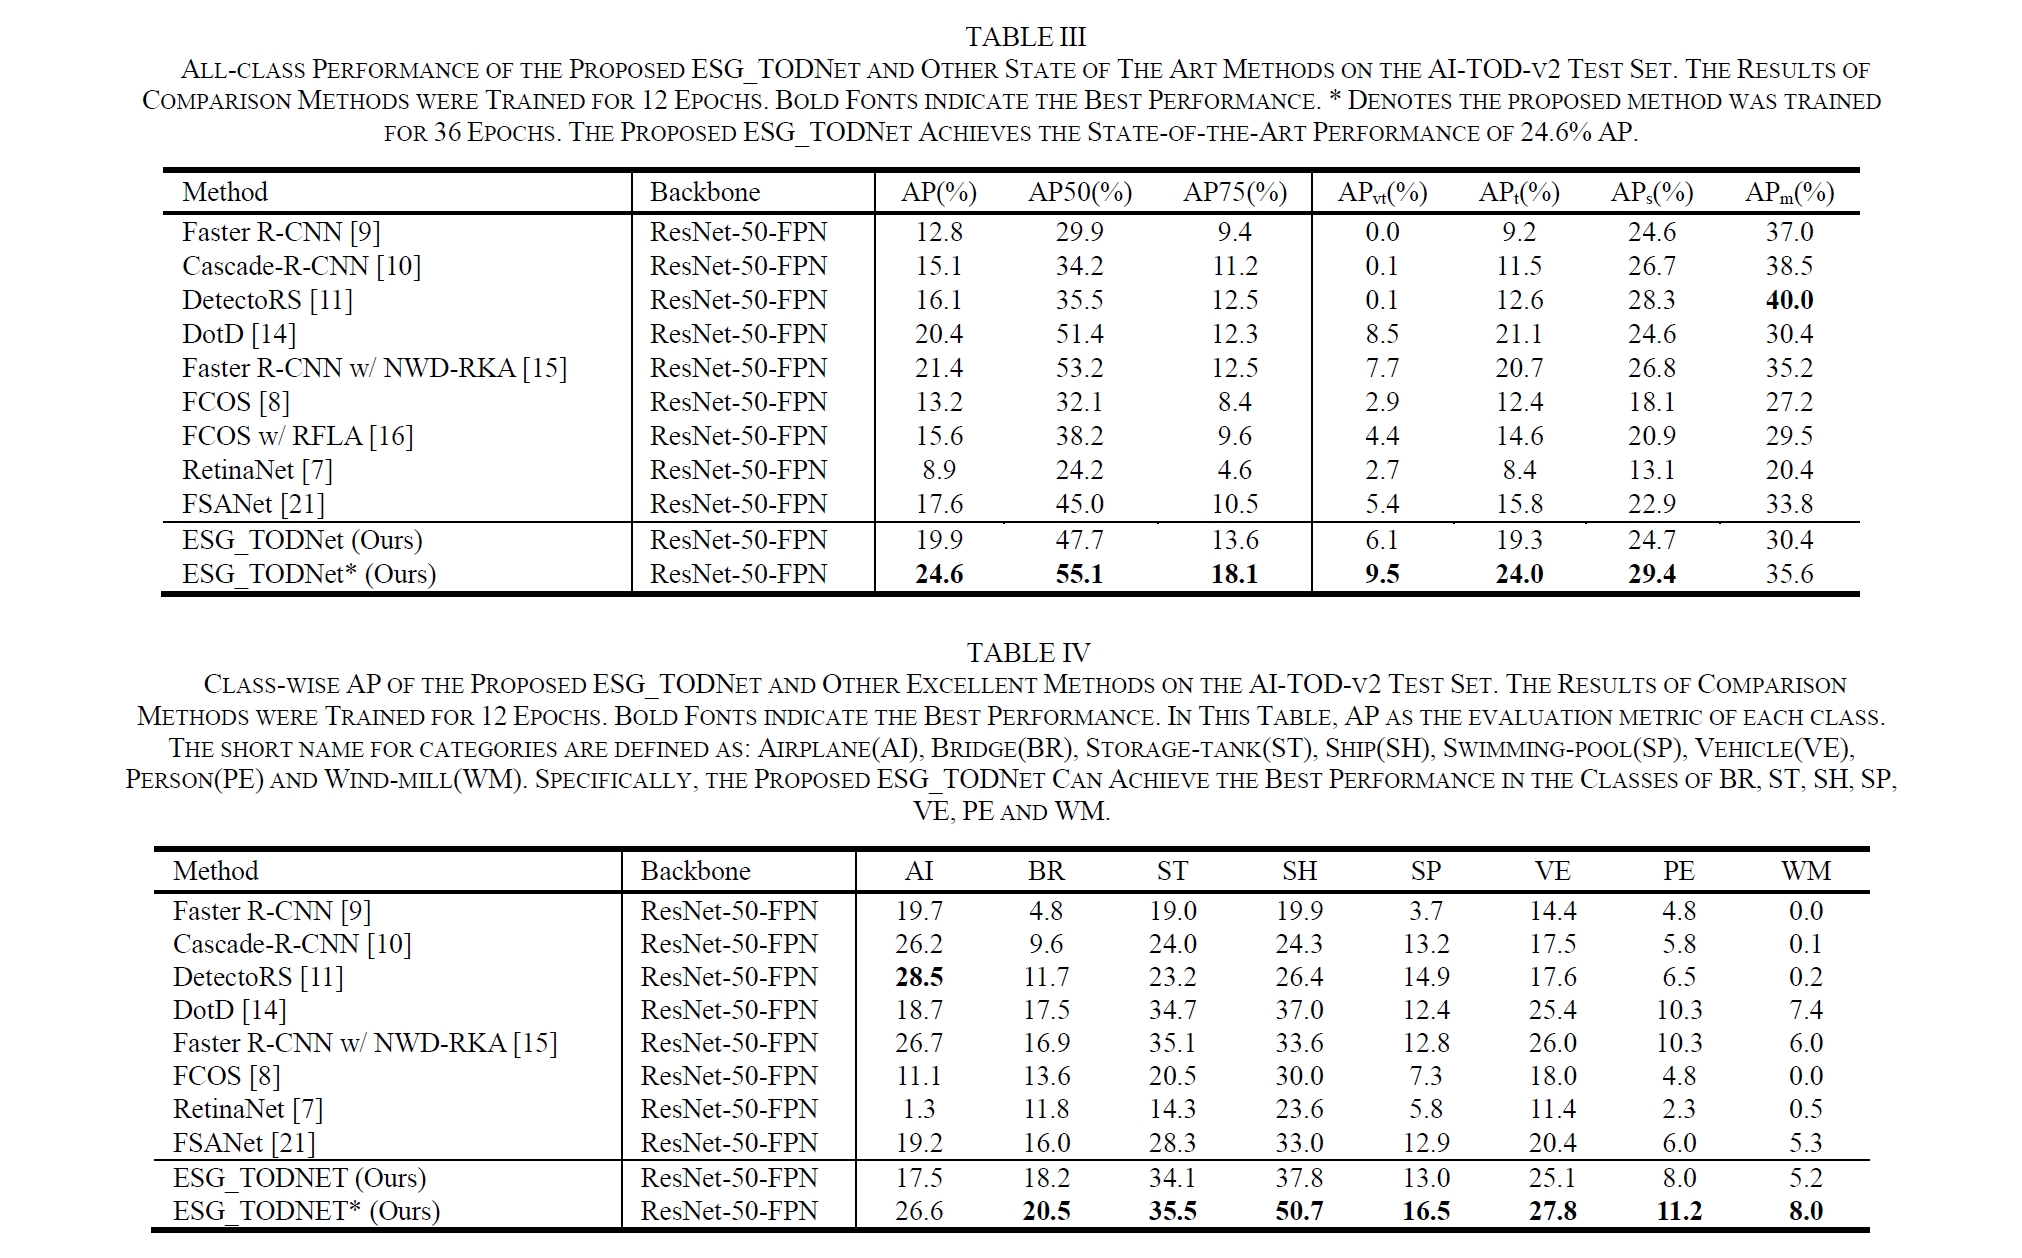 TABLE III
ALL-CLASS PERFORMANCE OF THE PROPOSED ESG_TODNET AND OTHER STATE OF THE ART METHODS ON THE AI-TOD-V2 TEST SET. THE RESULTS OF
COMPARISON METHODS WERE TRAINED FOR 12 EPOCHS. BOLD FONTS INDICATE THE BEST PERFORMANCE. * DENOTES THE PROPOSED METHOD WAS TRAINED
FOR 36 EPOCHS. THE PROPOSED ESG_TODNET ACHIEVES THE STATE-OF-THE-ART PERFORMANCE OF 24.6% AP.
Method Backbone AP(%) AP50(%) AP75(%) APvt(%) APt(%) APs(%) APm(%)
Faster R-CNN [9] ResNet-50-FPN 12.8 29.9 9.4 0.0 9.2 24.6 37.0
Cascade-R-CNN [10] ResNet-50-FPN 15.1 34.2 11.2 0.1 11.5 26.7 38.5
DetectoRS [11] ResNet-50-FPN 16.1 35.5 12.5 0.1 12.6 28.3 40.0
DotD [14] ResNet-50-FPN 20.4 51.4 12.3 8.5 21.1 24.6 30.4
Faster R-CNN w/ NWD-RKA [15] ResNet-50-FPN 21.4 53.2 12.5 7.7 20.7 26.8 35.2
FCOS [8] ResNet-50-FPN 13.2 32.1 8.4 2.9 12.4 18.1 27.2
FCOS w/ RFLA [16] ResNet-50-FPN 15.6 38.2 9.6 4.4 14.6 20.9 29.5
RetinaNet [7] ResNet-50-FPN 8.9 24.2 4.6 2.7 8.4 13.1 20.4
FSANet [21] ResNet-50-FPN 17.6 45.0 10.5 5.4 15.8 22.9 33.8
ESG_TODNet (Ours) ResNet-50-FPN 19.9 47.7 13.6 6.1 19.3 24.7 30.4
ESG_TODNet* (Ours) ResNet-50-FPN 24.6 55.1 18.1 9.5 24.0 29.4 35.6
TABLE IV
CLASS-WISE AP OF THE PROPOSED ESG_TODNET AND OTHER EXCELLENT METHODS ON THE AI-TOD-V2 TEST SET. THE RESULTS OF COMPARISON
METHODS WERE TRAINED FOR 12 EPOCHS. BOLD FONTS INDICATE THE BEST PERFORMANCE. IN THIS TABLE, AP AS THE EVALUATION METRIC OF EACH CLASS.
THE SHORT NAME FOR CATEGORIES ARE DEFINED AS: AIRPLANE(AI), BRIDGE(BR), STORAGE-TANK(ST), SHIP(SH), SWIMMING-POOL(SP), VEHICLE(VE),
PERSON(PE) AND WIND-MILL(WM). SPECIFICALLY, THE PROPOSED ESG_TODNET CAN ACHIEVE THE BEST PERFORMANCE IN THE CLASSES OF BR, ST, SH, SP,
VE, PE AND WM.
Method Backbone AI BR ST SH SP VE PE WM
Faster R-CNN [9] ResNet-50-FPN 19.7 4.8 19.0 19.9 3.7 14.4 4.8 0.0
Cascade-R-CNN [10] ResNet-50-FPN 26.2 9.6 24.0 24.3 13.2 17.5 5.8 0.1
DetectoRS [11] ResNet-50-FPN 28.5 11.7 23.2 26.4 14.9 17.6 6.5 0.2
DotD [14] ResNet-50-FPN 18.7 17.5 34.7 37.0 12.4 25.4 10.3 7.4
Faster R-CNN w/ NWD-RKA [15] ResNet-50-FPN 26.7 16.9 35.1 33.6 12.8 26.0 10.3 6.0
FCOS [8] ResNet-50-FPN 11.1 13.6 20.5 30.0 7.3 18.0 4.8 0.0
RetinaNet [7] ResNet-50-FPN 1.3 11.8 14.3 23.6 5.8 11.4 2.3 0.5
FSANet [21] ResNet-50-FPN 19.2 16.0 28.3 33.0 12.9 20.4 6.0 5.3
ESG_TODNET (Ours) ResNet-50-FPN 17.5 18.2 34.1 37.8 13.0 25.1 8.0 5.2
ESG_TODNET* (Ours) ResNet-50-FPN 26.6 20.5 35.5 50.7 16.5 27.8 11.2 8.0